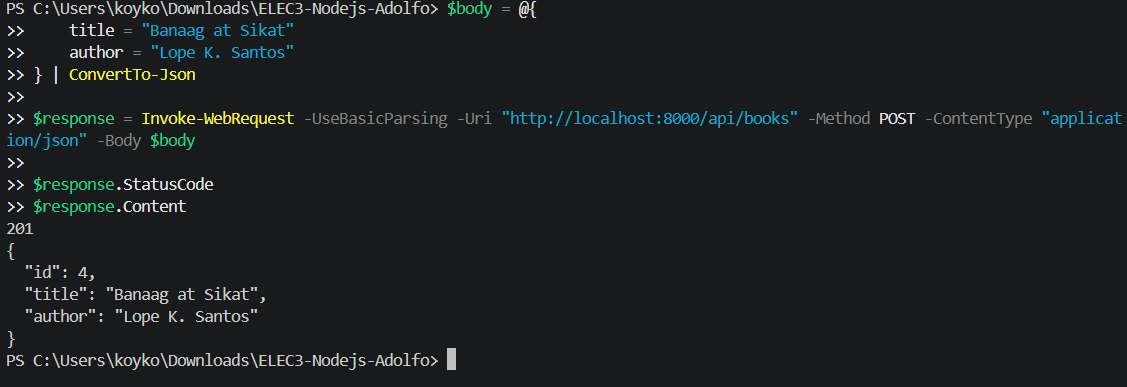 PS C:\Users\koyko\Downloads\ELEC3-Nodejs-Adolfo> $body = @{
>>     title = "Banaag at Sikat"
>>     author = "Lope K. Santos"
>> } | ConvertTo-Json
>>
>> $response = Invoke-WebRequest -UseBasicParsing -Uri "http://localhost:8000/api/books" -Method POST -ContentType "applicat
ion/json" -Body $body
>>
>> $response.StatusCode
>> $response.Content
201
{
  "id": 4,
  "title": "Banaag at Sikat",
  "author": "Lope K. Santos"
}
PS C:\Users\koyko\Downloads\ELEC3-Nodejs-Adolfo>